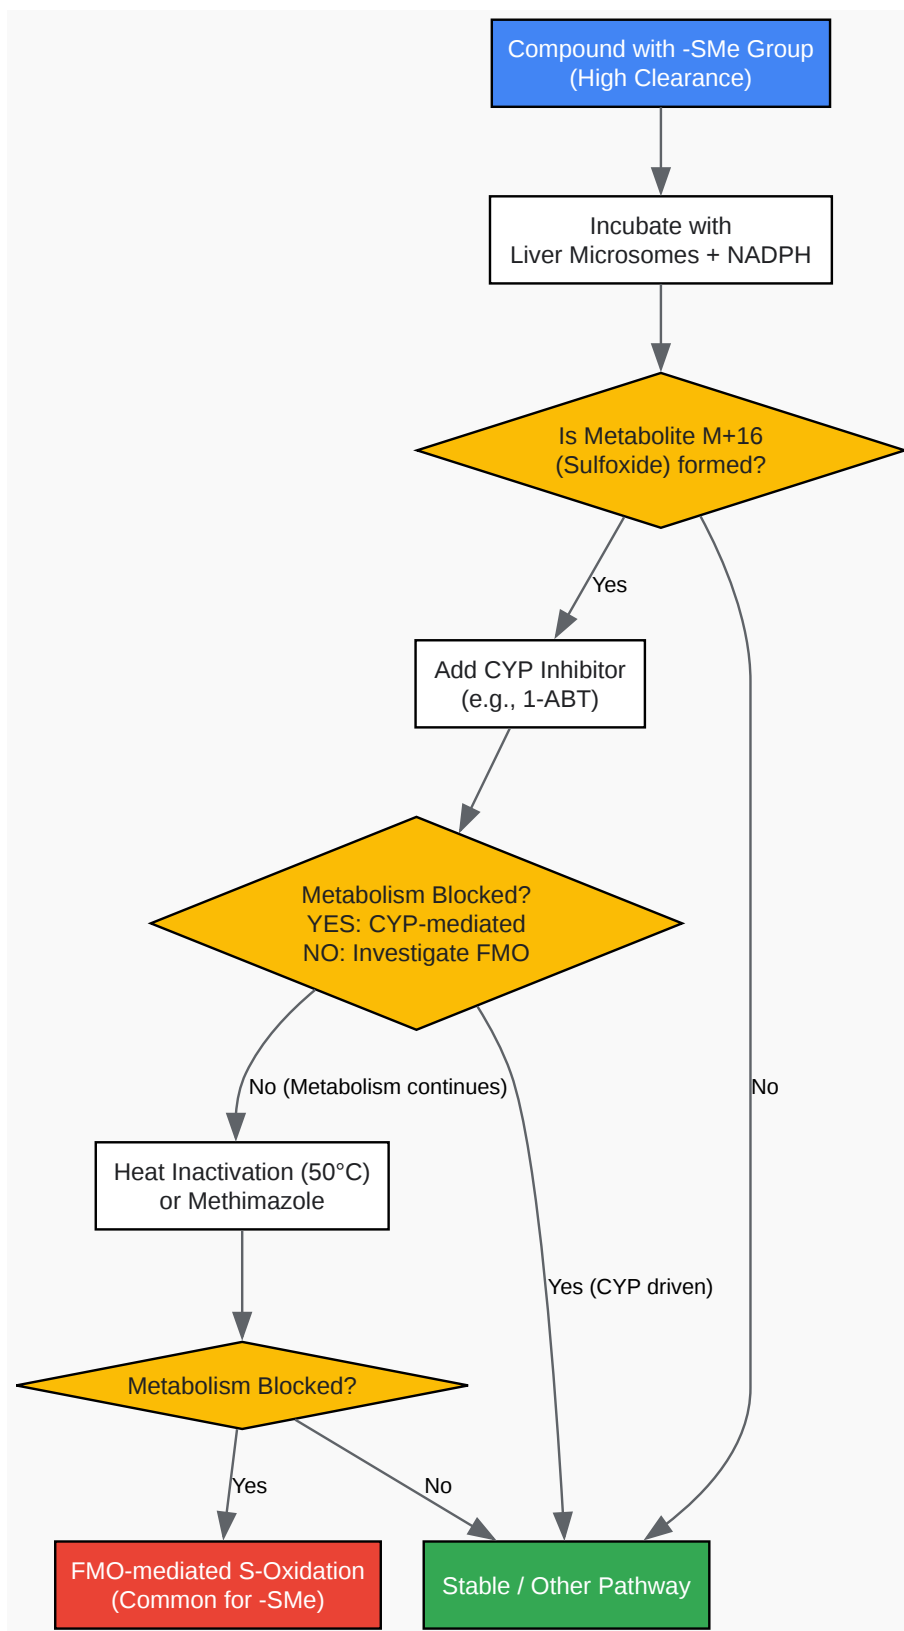 Compound with -SMe Group
(High Clearance)
Incubate with
Liver Microsomes + NADPH
Is Metabolite M+16
(Sulfoxide) formed?
Yes
Add CYP Inhibitor
(e.g., 1-ABT)
Metabolism Blocked?
YES: CYP-mediated
NO: Investigate FMO
No (Metabolism continues)
No
Heat Inactivation (50°C)
or Methimazole
Yes (CYP driven)
Metabolism Blocked?
Yes
No
FMO-mediated S-Oxidation
(Common for -SMe)
Stable / Other Pathway